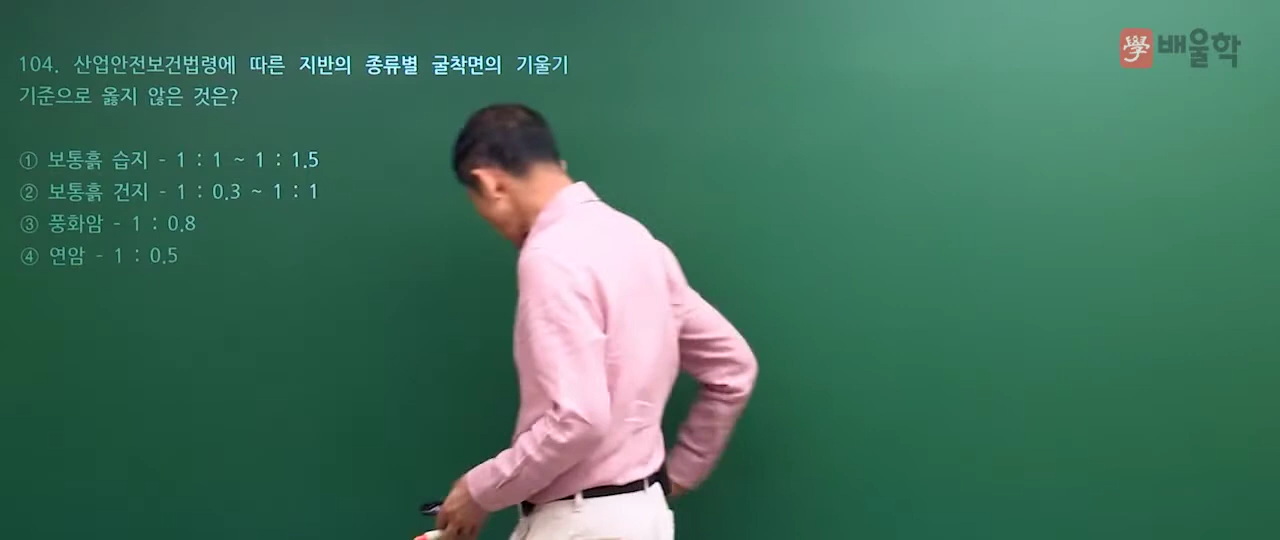 104. 산업안전보건법령에 따른 지반의 종류별 굴착면의 기울기
기준으로 옳지 않은 것은?
① 보통흙 습지 - 1 : 1 ~ 1 : 1.5
② 보통흙 건지 - 1 : 0.3 ~ 1 : 1
③ 풍화암 - 1 : 0.8
④ 연암 - 1 : 0.5
學 배울학